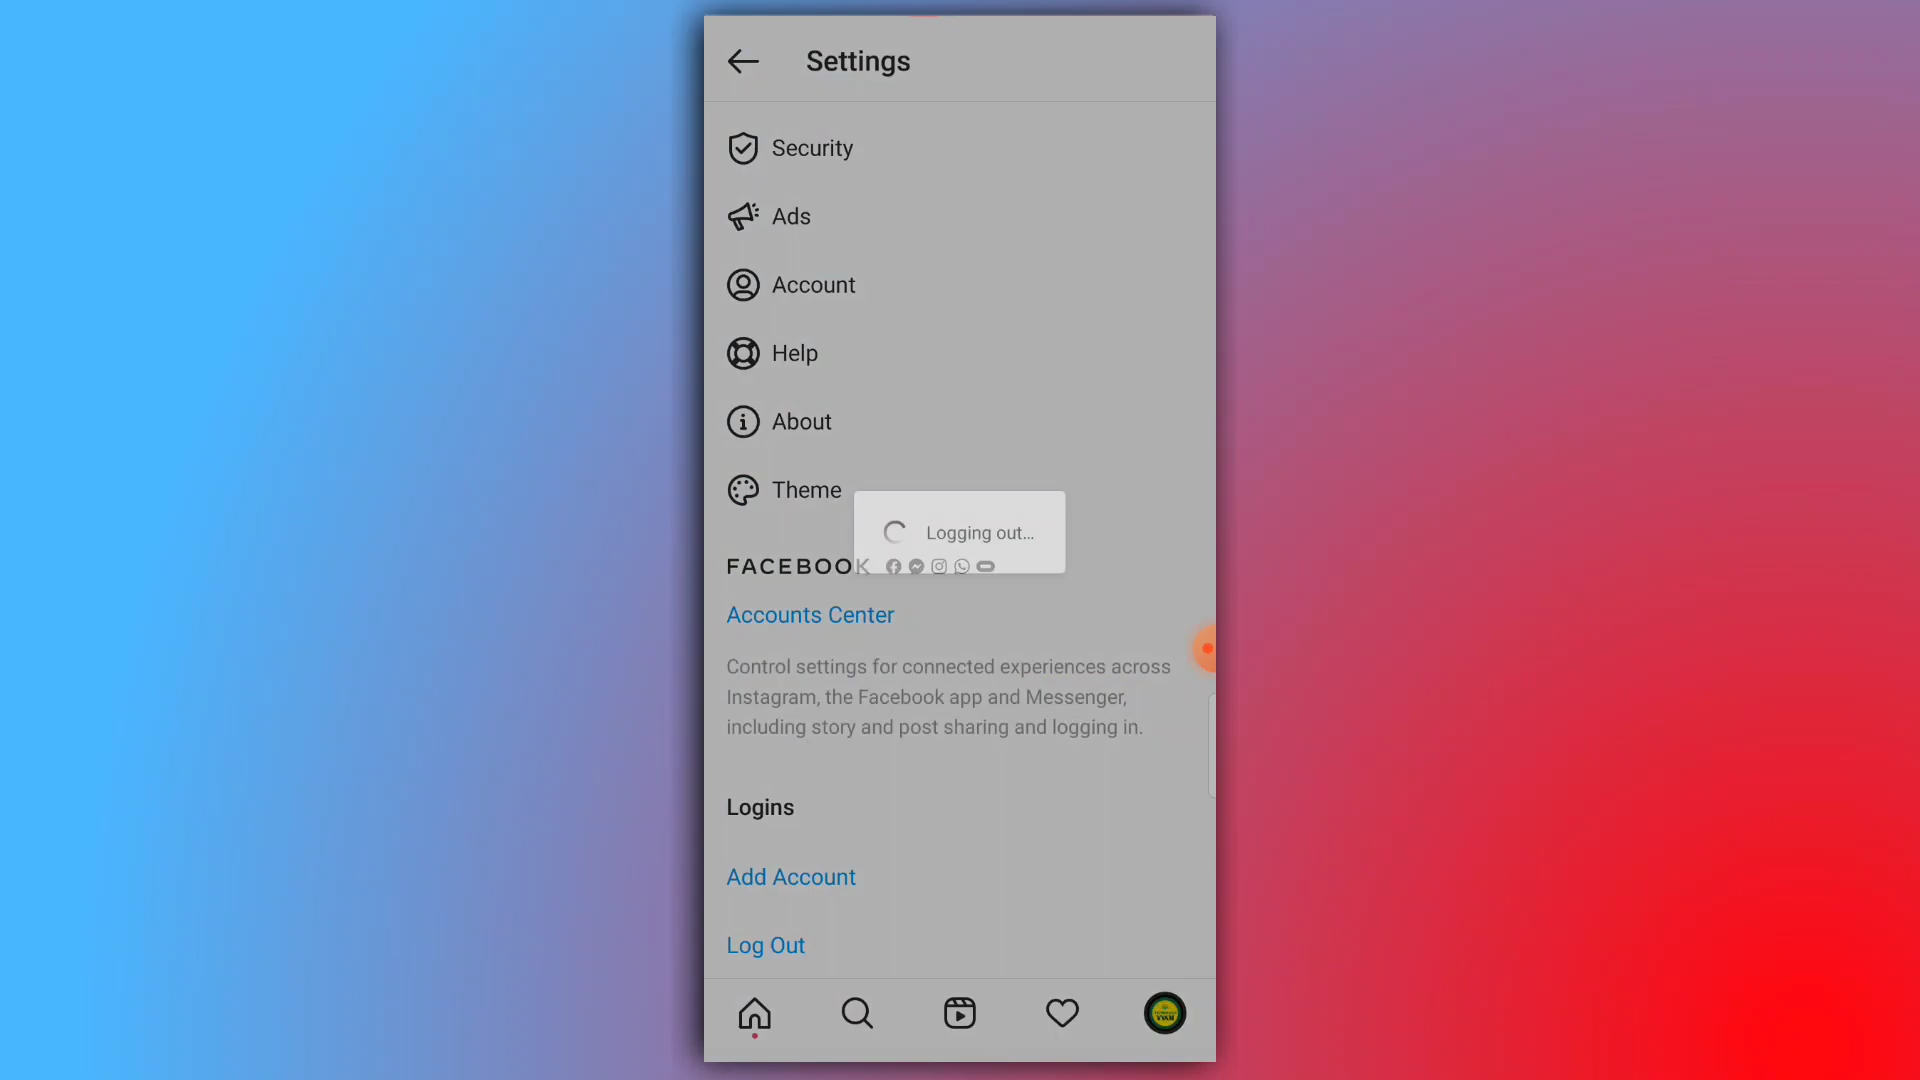 Settings
Security
Ads
Account
Help
About
Theme
Logging out...
FACEBOOK
Accounts Center
Control settings for connected experiences across
Instagram, the Facebook app and Messenger,
including story and post sharing and logging in.
Logins
Add Account
Log Out
VYAM